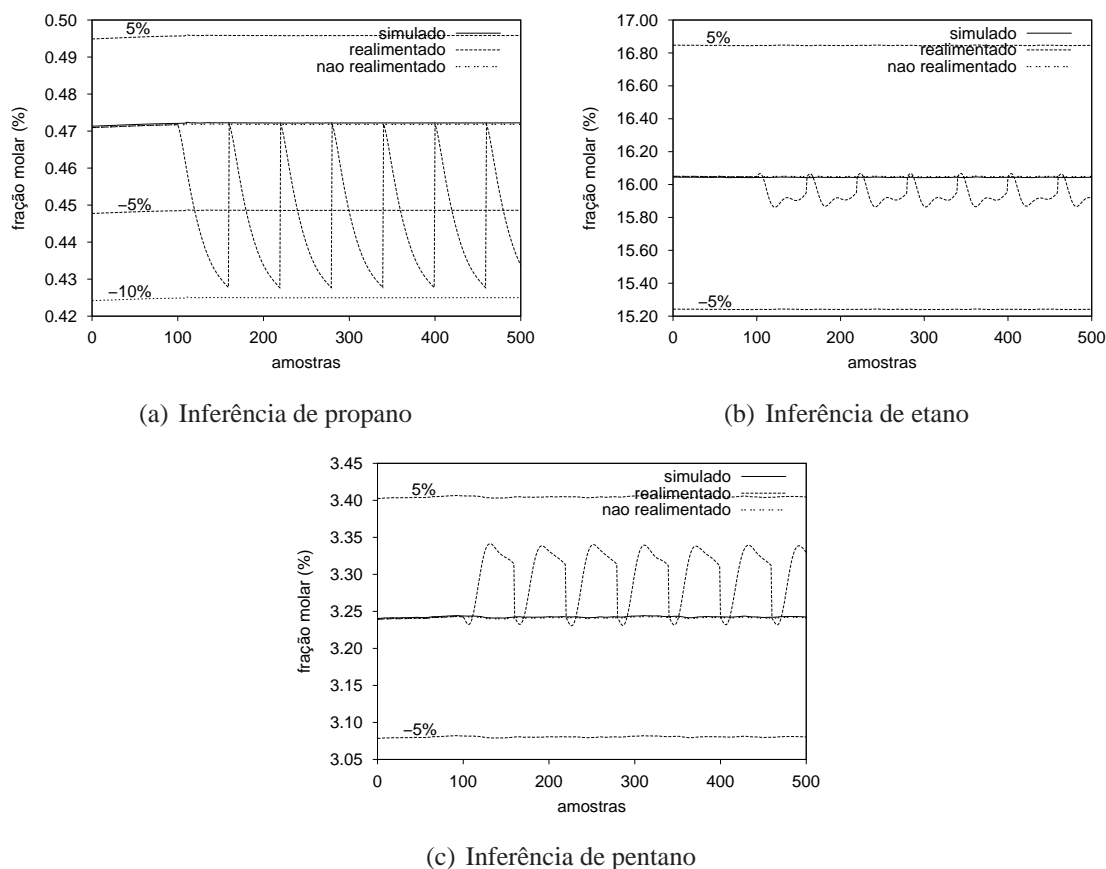 0.50
0.49
0.48
0.47
0.46
0.45
0.44
0.43
0.42
fração molar (%)
5%
simulado
realimentado
nao realimentado
−5%
−10%
0 100 200 300 400 500
amostras
(a) Inferência de propano
17.00
16.80
16.60
16.40
16.20
16.00
15.80
15.60
15.40
15.20
fração molar (%)
5%
simulado
realimentado
nao realimentado
−5%
0 100 200 300 400 500
amostras
(b) Inferência de etano
3.45
3.40
3.35
3.30
3.25
3.20
3.15
3.10
3.05
fração molar (%)
5%
simulado
realimentado
nao realimentado
−5%
0 100 200 300 400 500
amostras
(c) Inferência de pentano